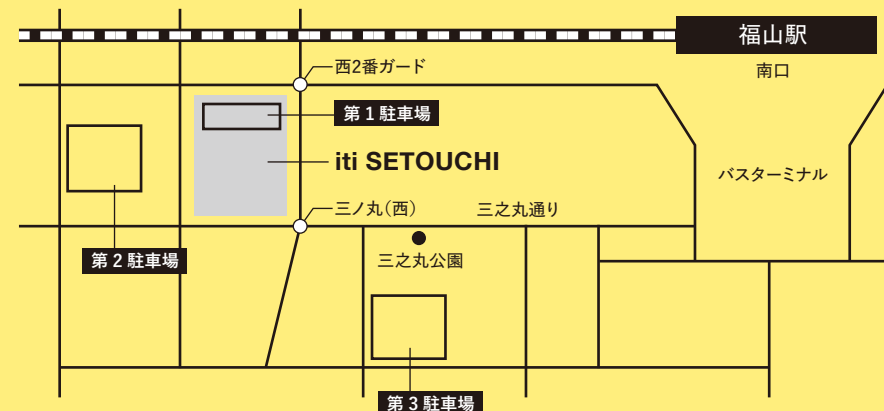 福山駅
南口
西2番ガード
第1駐車場
iti SETOUCHI
バスターミナル
三ノ丸(西)
三之丸通り
第2駐車場
三之丸公園
第3駐車場